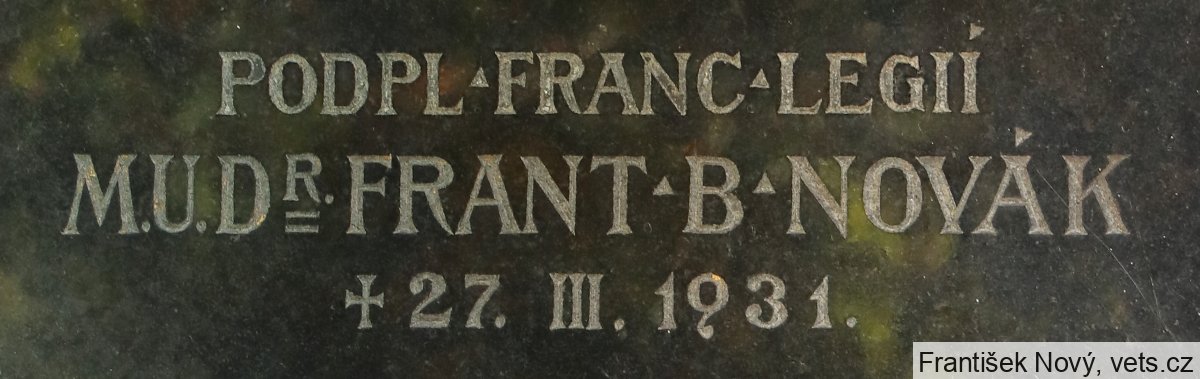 PODPL▴FRANC▴LEGIÍ
M.U.DR. FRANT▴B▴NOVÁK
✝ 27. III. 1931.
František Nový, vets.cz